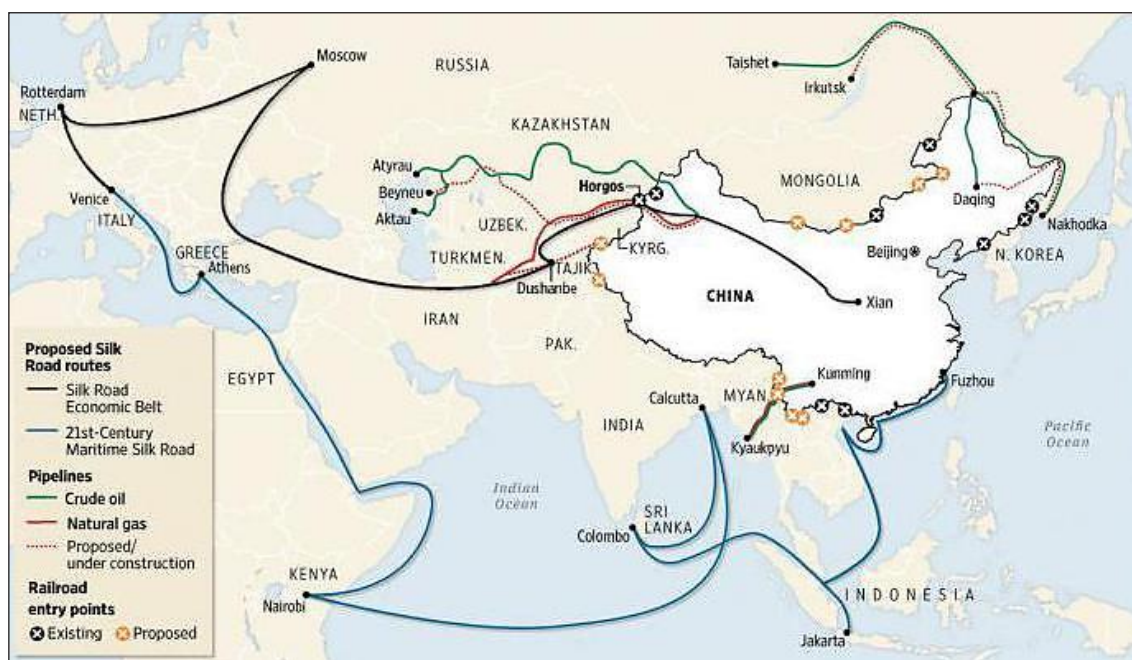 Moscow
RUSSIA
Taishet
Irkutsk
Rotterdam
NETH.
KAZAKHSTAN
Atyrau
Beyneu
Aktau
Horgos
MONGOLIA
Daqing
Nakhodka
Venice
ITALY
UZBEK.
GREECE
Athens
TURKMEN.
KYRG.
TAJIK.
Dushanbe
Beijing
N. KOREA
CHINA
Xian
IRAN
PAK.
EGYPT
Kunming
Fuzhou
MYAN.
Calcutta
INDIA
Kyaukpyu
Pacific
Ocean
Indian
Ocean
SRI
LANKA
Colombo
KENYA
Nairobi
INDONESIA
Jakarta
Proposed Silk
Road routes
Silk Road
Economic Belt
21st-Century
Maritime Silk Road
Pipelines
Crude oil
Natural gas
Proposed/
under construction
Railroad
entry points
Existing
Proposed